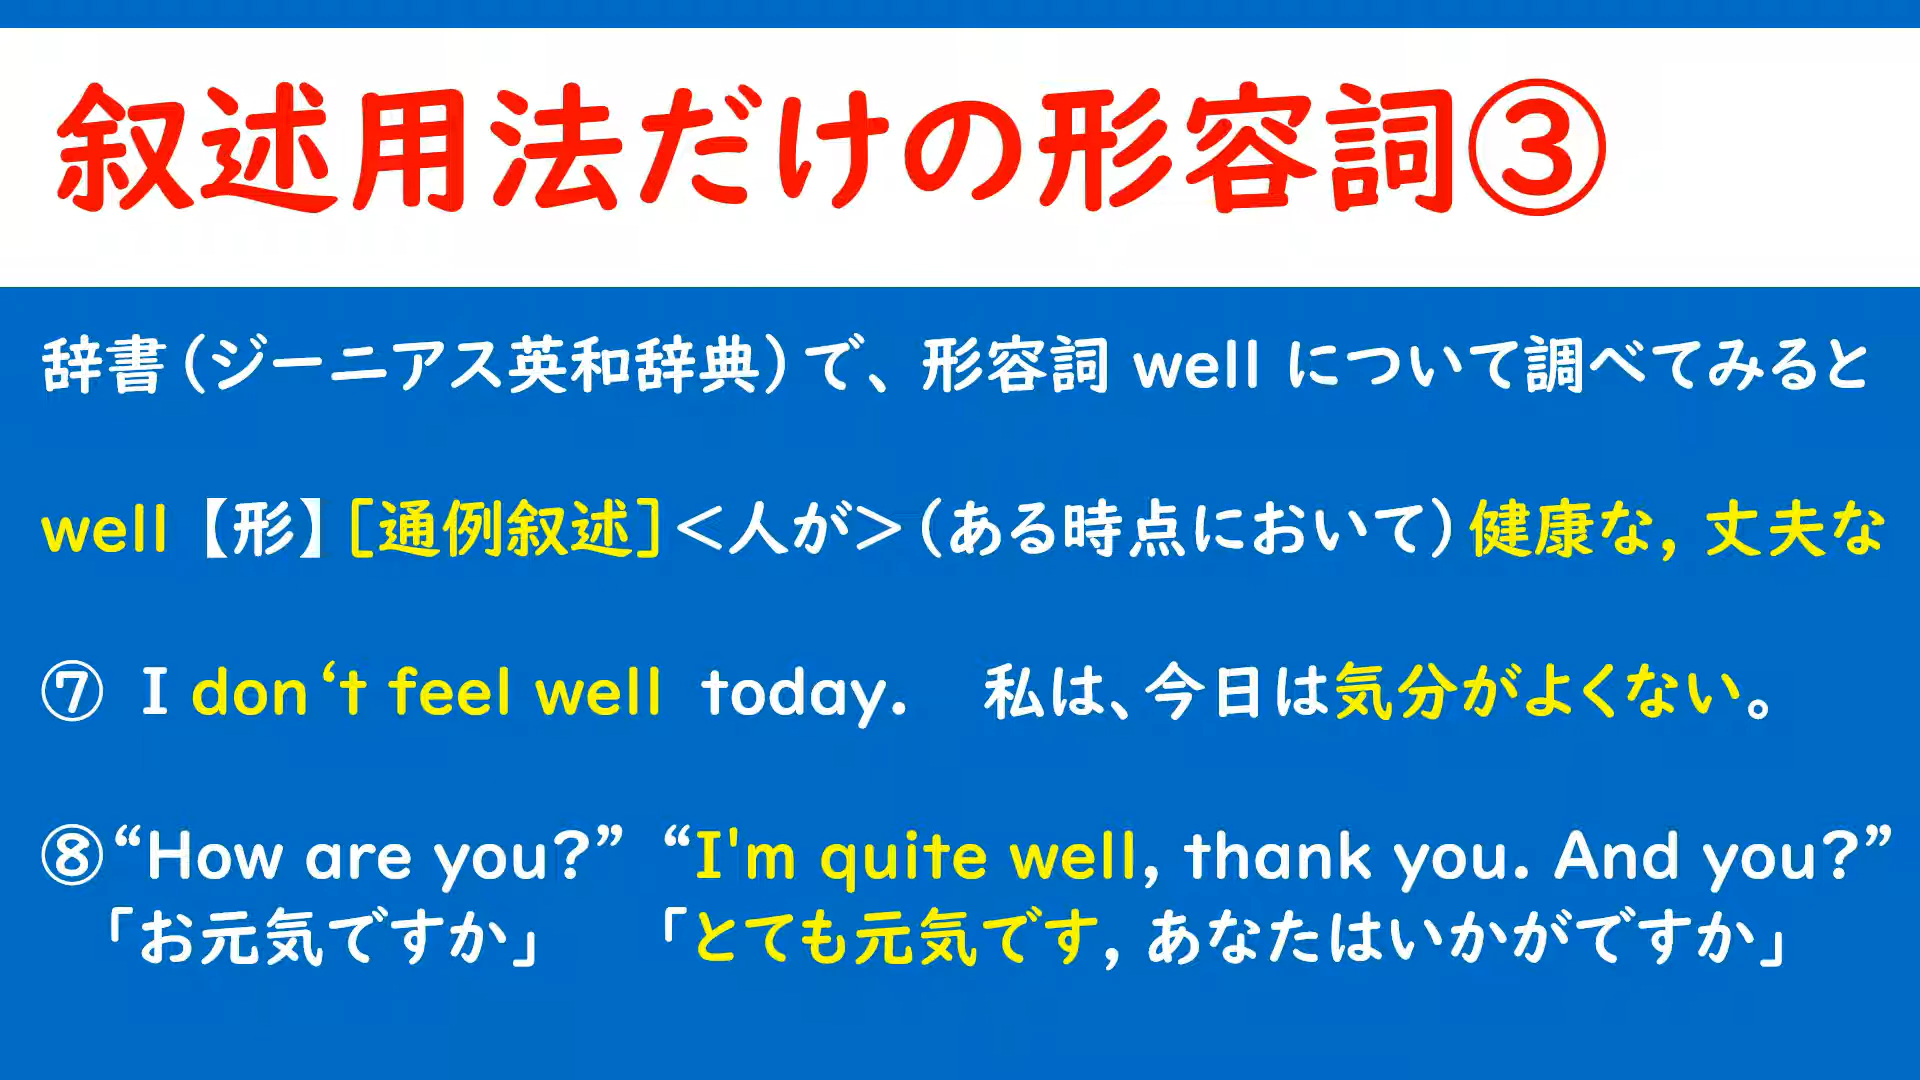 叙述用法だけの形容詞③
辞書（ジーニアス英和辞典）で、形容詞 well について調べてみると
well 【形】［通例叙述］＜人が＞（ある時点において）健康な, 丈夫な
⑦ I don‘t feel well today. 私は、今日は気分がよくない。
⑧“How are you?” “I'm quite well, thank you. And you?”
「お元気ですか」 「とても元気です, あなたはいかがですか」